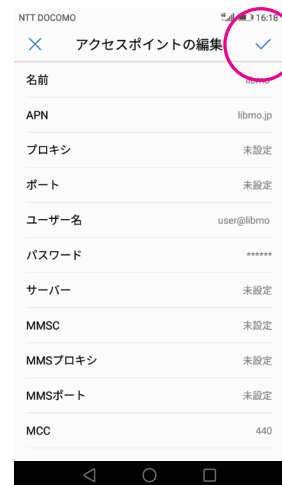 NTT DOCOMO 16:18
アクセスポイントの編集
名前 libmo
APN libmo.jp
プロキシ 未設定
ポート 未設定
ユーザー名 user@libmo
パスワード ******
サーバー 未設定
MMSC 未設定
MMSプロキシ 未設定
MMSポート 未設定
MCC 440